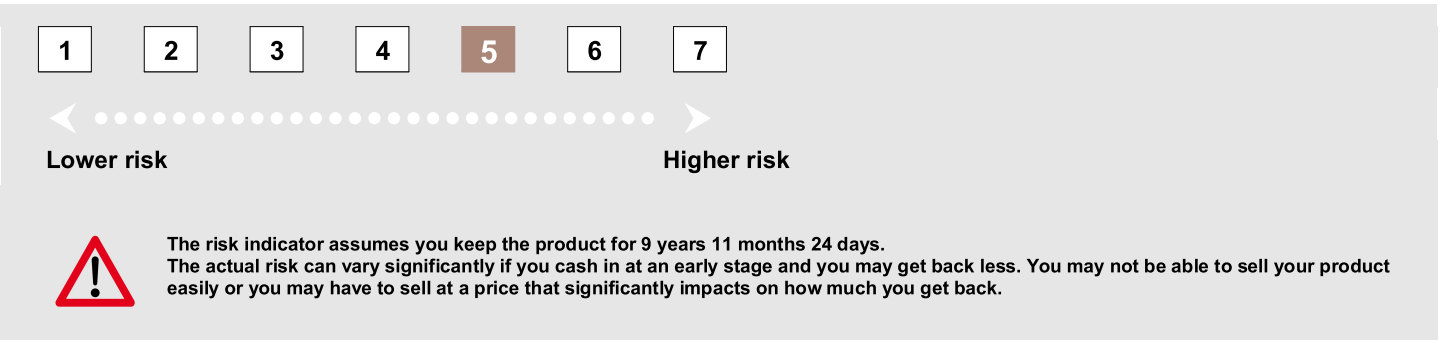 1 2 3 4 5 6 7
Lower risk Higher risk
The risk indicator assumes you keep the product for 9 years 11 months 24 days.
The actual risk can vary significantly if you cash in at an early stage and you may get back less. You may not be able to sell your product
easily or you may have to sell at a price that significantly impacts on how much you get back.